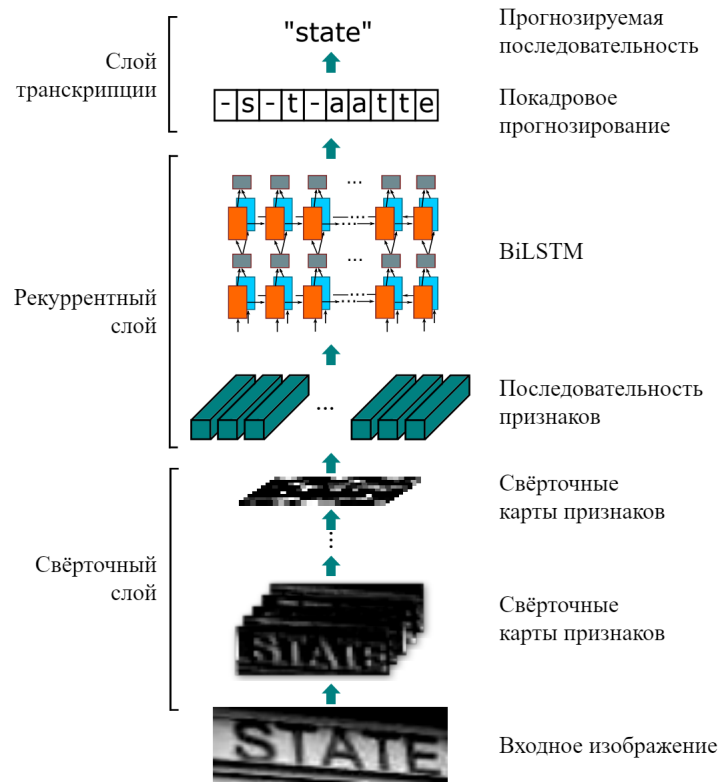 "state"
Прогнозируемая
последовательность
Слой
транскрипции
-s-t-aatte
Покадровое
прогнозирование
...
...
BiLSTM
...
...
Рекуррентный
слой
...
Последовательность
признаков
Свёрточные
карты признаков
...
Свёрточный
слой
STATE
Свёрточные
карты признаков
STATE
Входное изображение